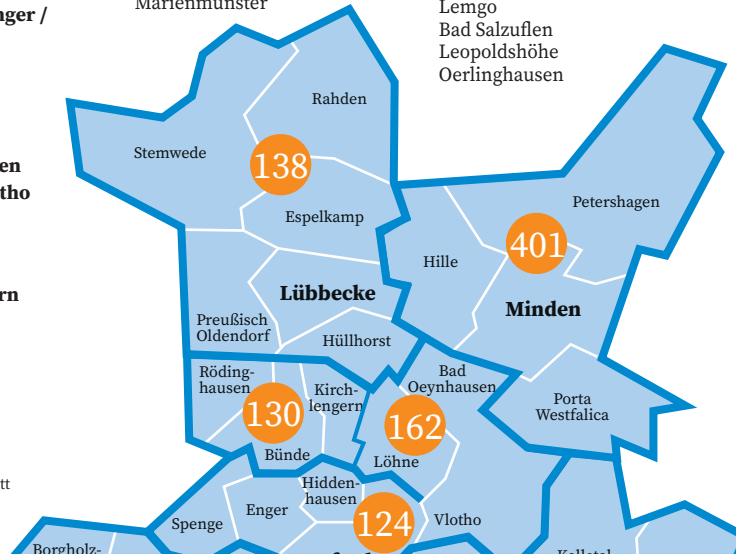 Marienmünster
nger /
Lemgo
Bad Salzuflen
Leopoldshöhe
Oerlinghausen
Rahden
Stemwede
138
en
tho
Petershagen
Espelkamp
401
Hille
Lübbecke
rn
Minden
Preußisch
Oldendorf
Hüllhorst
Röding-
hausen
Kirch-
lengern
Bad
Oeynhausen
Porta
Westfalica
130
162
Bünde
Löhne
tt
Hidden-
hausen
Enger
Spenge
124
Vlotho
Borgholz-